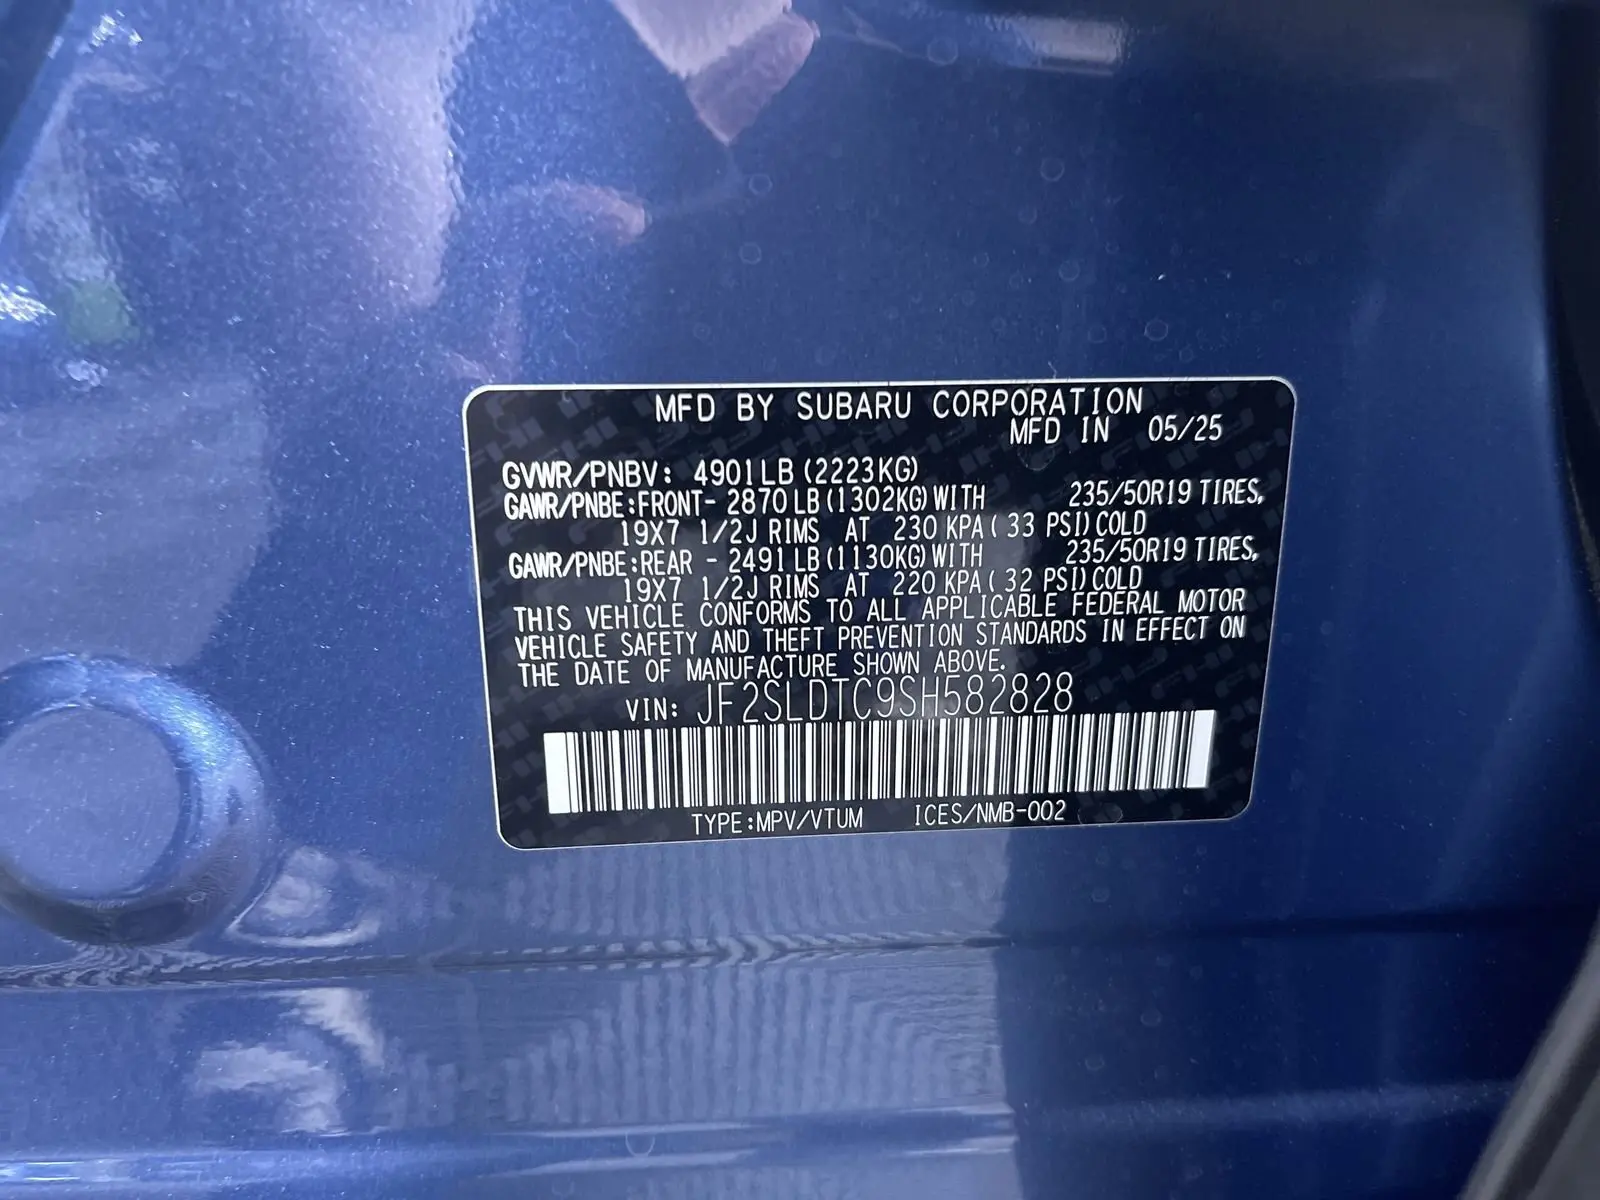 MFD BY SUBARU CORPORATION
MFD IN 05/25
GVWR/PNBV: 4901LB (2223KG)
GAWR/PNBE:FRONT- 2870 LB (1302KG) WITH 235/50R19 TIRES,
19X7 1/2J RIMS AT 230 KPA ( 33 PSI) COLD
GAWR/PNBE:REAR - 2491 LB (1130KG) WITH 235/50R19 TIRES,
19X7 1/2J RIMS AT 220 KPA ( 32 PSI) COLD
THIS VEHICLE CONFORMS TO ALL APPLICABLE FEDERAL MOTOR
VEHICLE SAFETY AND THEFT PREVENTION STANDARDS IN EFFECT ON
THE DATE OF MANUFACTURE SHOWN ABOVE.
VIN: JF2SLDTC9SH582828
TYPE:MPV/VTUM ICES/NMB-002